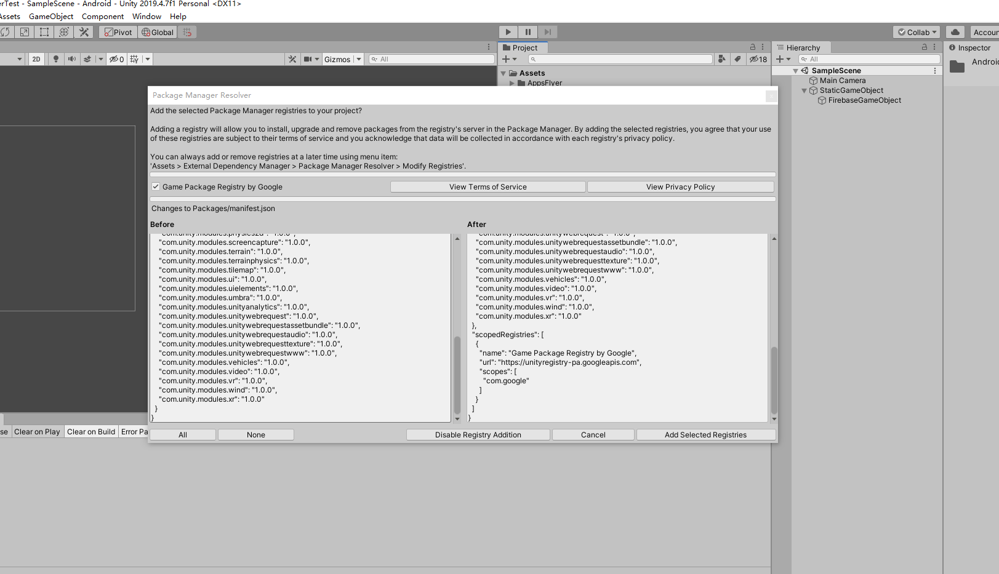 erTest - SampleScene - Android - Unity 2019.4.7f1 Personal <DX11>
Assets GameObject Component Window Help
Pivot Global Collab Accoun
Project Hierarchy Inspector
2D 0 Gizmos All 18 All Android
Assets SampleScene
AppsFlyer Main Camera
StaticGameObject
FirebaseGameObject
Package Manager Resolver
x
Add the selected Package Manager registries to your project?
Adding a registry will allow you to install, upgrade and remove packages from the registry's server in the Package Manager. By adding the selected registries, you agree that your use
of these registries are subject to their terms of service and you acknowledge that data will be collected in accordance with each registry's privacy policy.
You can always add or remove registries at a later time using menu item:
'Assets > External Dependency Manager > Package Manager Resolver > Modify Registries'.
Game Package Registry by Google View Terms of Service View Privacy Policy
Changes to Packages/manifest.json
Before
"com.unity.modules.physics2d": "1.0.0",
"com.unity.modules.screencapture": "1.0.0",
"com.unity.modules.terrain": "1.0.0",
"com.unity.modules.terrainphysics": "1.0.0",
"com.unity.modules.tilemap": "1.0.0",
"com.unity.modules.ui": "1.0.0",
"com.unity.modules.uielements": "1.0.0",
"com.unity.modules.umbra": "1.0.0",
"com.unity.modules.unityanalytics": "1.0.0",
"com.unity.modules.unitywebrequest": "1.0.0",
"com.unity.modules.unitywebrequestassetbundle": "1.0.0",
"com.unity.modules.unitywebrequestaudio": "1.0.0",
"com.unity.modules.unitywebrequesttexture": "1.0.0",
"com.unity.modules.unitywebrequestwww": "1.0.0",
"com.unity.modules.vehicles": "1.0.0",
"com.unity.modules.video": "1.0.0",
"com.unity.modules.vr": "1.0.0",
"com.unity.modules.wind": "1.0.0",
"com.unity.modules.xr": "1.0.0"
}
}
After
"com.unity.modules.unitywebrequest": "1.0.0",
"com.unity.modules.unitywebrequestassetbundle": "1.0.0",
"com.unity.modules.unitywebrequestaudio": "1.0.0",
"com.unity.modules.unitywebrequesttexture": "1.0.0",
"com.unity.modules.unitywebrequestwww": "1.0.0",
"com.unity.modules.vehicles": "1.0.0",
"com.unity.modules.video": "1.0.0",
"com.unity.modules.vr": "1.0.0",
"com.unity.modules.wind": "1.0.0",
"com.unity.modules.xr": "1.0.0"
},
"scopedRegistries": [
{
"name": "Game Package Registry by Google",
"url": "https://unityregistry-pa.googleapis.com",
"scopes": [
"com.google"
]
}
]
}
se Clear on Play Clear on Build Error Pa
All None Disable Registry Addition Cancel Add Selected Registries